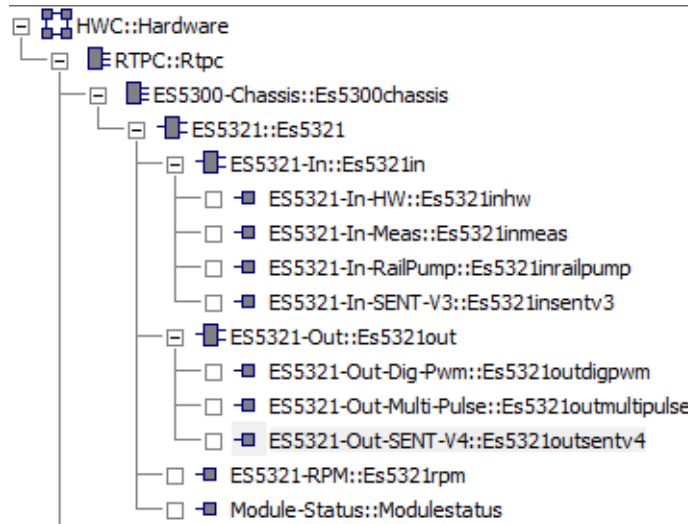 HWC::Hardware
RTPC::Rtpc
ES5300-Chassis::Es5300chassis
ES5321::Es5321
ES5321-In::Es5321in
ES5321-In-HW::Es5321inhw
ES5321-In-Meas::Es5321inmeas
ES5321-In-RailPump::Es5321inrailpump
ES5321-In-SENT-V3::Es5321insentv3
ES5321-Out::Es5321out
ES5321-Out-Dig-Pwm::Es5321outdigpwm
ES5321-Out-Multi-Pulse::Es5321outmultipulse
ES5321-Out-SENT-V4::Es5321outsentv4
ES5321-RPM::Es5321rpm
Module-Status::Modulestatus